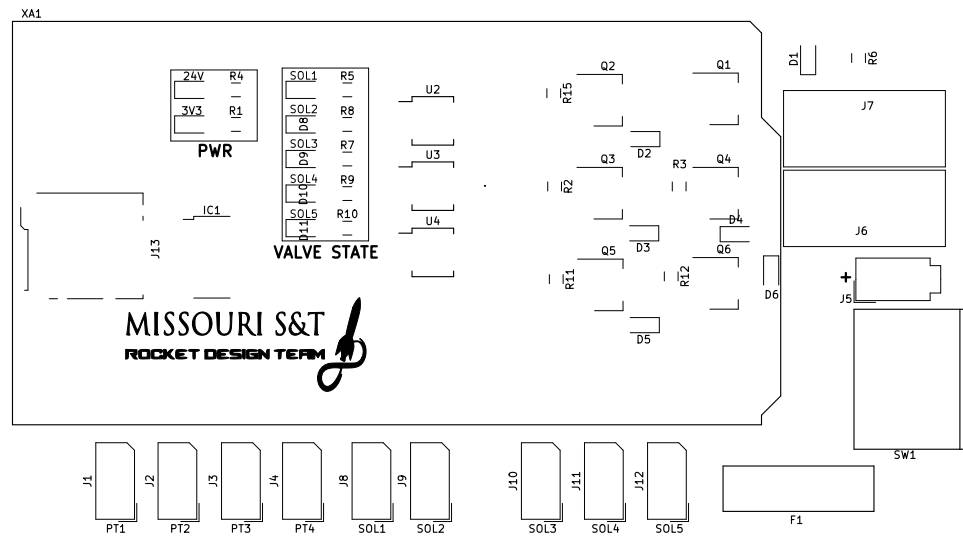 XA1
D1
R6
24V R4
3V3 R1
PWR
SOL1 R5
SOL2 R8
D8
SOL3 R7
D9
SOL4 R9
D10
SOL5 R10
D11
VALVE STATE
U2
U3
U4
Q2
Q1
R15
D2
Q3
R3
Q4
R2
D3
D4
Q5
Q6
R11
R12
D6
D5
J7
J6
+
J5
IC1
J13
MISSOURI S&T
ROCKET DESIGN TEAM
SW1
J1
J2
J3
J4
J8
J9
J10
J11
J12
PT1
PT2
PT3
PT4
SOL1
SOL2
SOL3
SOL4
SOL5
F1